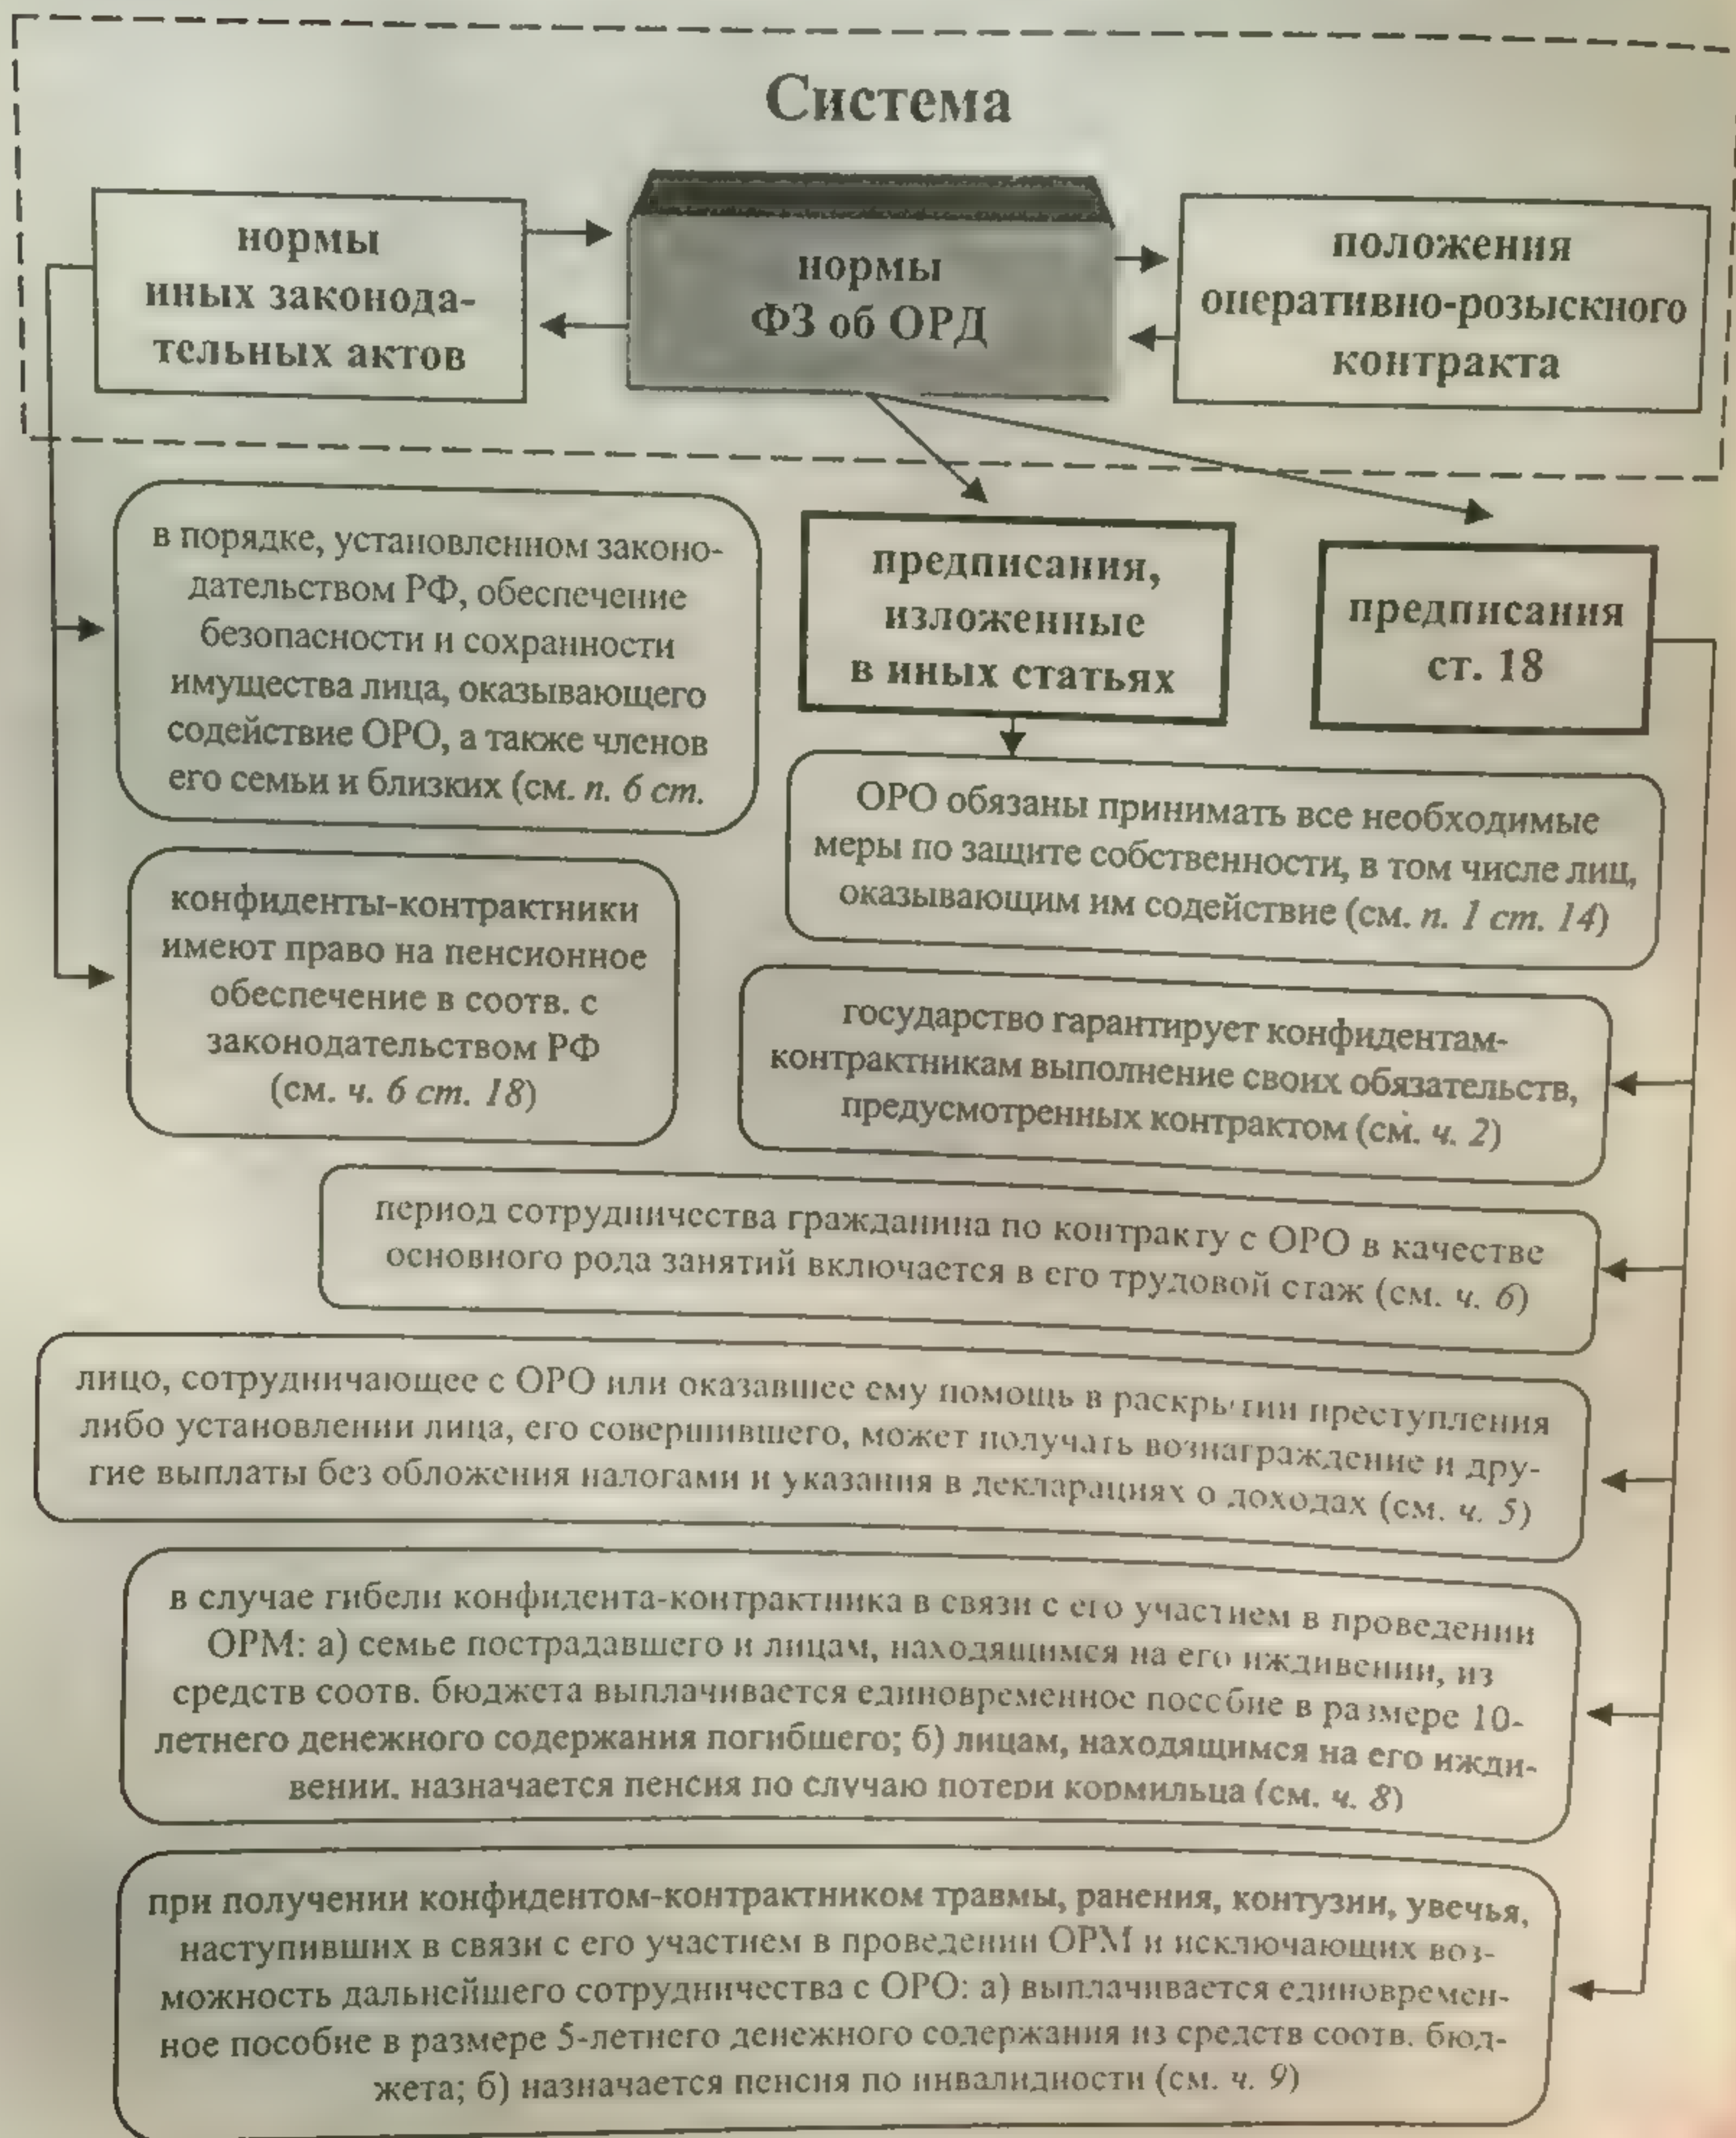 Система
нормы
иных законода-
тельных актов
нормы
ФЗ об ОРД
положения
оперативно-розыскного
контракта
в порядке, установленном законо-
дательством РФ, обеспечение
безопасности и сохранности
имущества лица, оказывающего
содействие ОРО, а также членов
его семьи и близких (см. п. 6 ст.
конфиденты-контрактники
имеют право на пенсионное
обеспечение в соотв. с
законодательством РФ
(см. ч. 6 ст. 18)
предписания,
изложенные
в иных статьях
предписания
ст. 18
ОРО обязаны принимать все необходимые
меры по защите собственности, в том числе лиц,
оказывающим им содействие (см. п. 1 ст. 14)
государство гарантирует конфидентам-
контрактникам выполнение своих обязательств,
предусмотренных контрактом (см. ч. 2)
период сотрудничества гражданина по контракту с ОРО в качестве
основного рода занятий включается в его трудовой стаж (см. ч. 6)
лицо, сотрудничающее с ОРО или оказавшее ему помощь в раскрытии преступления
либо установлении лица, его совершившего, может получать вознаграждение и дру-
гие выплаты без обложения налогами и указания в декларациях о доходах (см. ч. 5)
в случае гибели конфидента-контрактника в связи с его участием в проведении
ОРМ: а) семье пострадавшего и лицам, находящимся на его иждивении, из
средств соотв. бюджета выплачивается единовременное пособие в размере 10-
летнего денежного содержания погибшего; б) лицам, находящимся на его ижди-
вении, назначается пенсия по случаю потери кормильца (см. ч. 8)
при получении конфидентом-контрактником травмы, ранения, контузии, увечья,
наступивших в связи с его участием в проведении ОРМ и исключающих воз-
можность дальнейшего сотрудничества с ОРО: а) выплачивается единовремен-
ное пособие в размере 5-летнего денежного содержания из средств соотв. бюд-
жета; б) назначается пенсия по инвалидности (см. ч. 9)